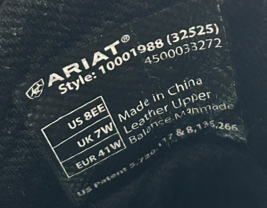 ARIAT®
Style: 10001988 (32525)
4500033272
US 8EE
UK 7W
EUR 41W
Made in China
Leather Upper
Balance Manmade
US Patent 5,720,117 & 8,136,266